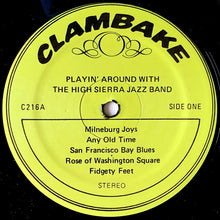 CLAMBAKE
PLAYIN' AROUND WITH
THE HIGH SIERRA JAZZ BAND
C216A SIDE ONE
Milneburg Joys
Any Old Time
San Francisco Bay Blues
Rose of Washington Square
Fidgety Feet
STEREO